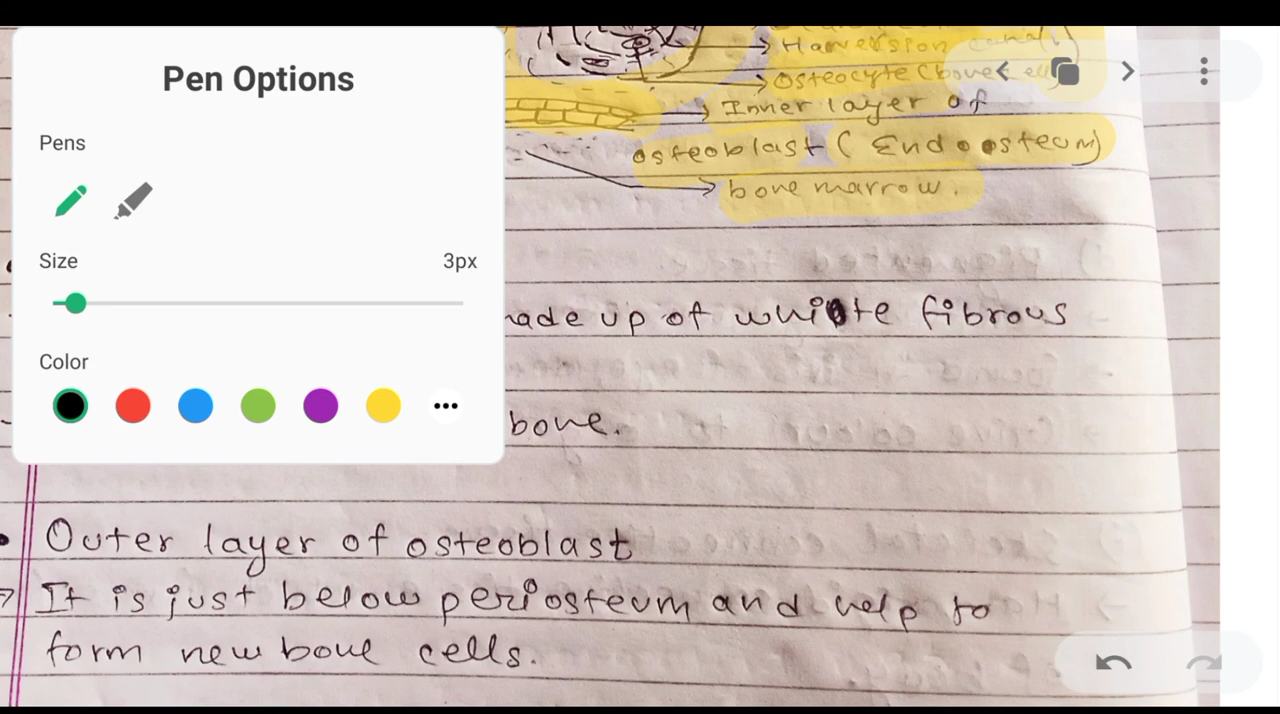 Pen Options
Pens
Size 3px
Color
Haversion canal)
Osteocyte (bone cell)
Inner layer of
osteoblast ( Endoosteum)
bone marrow.
made up of white fibrous
bone.
Outer layer of osteoblast
It is just below periosteum and help to
form new bone cells.